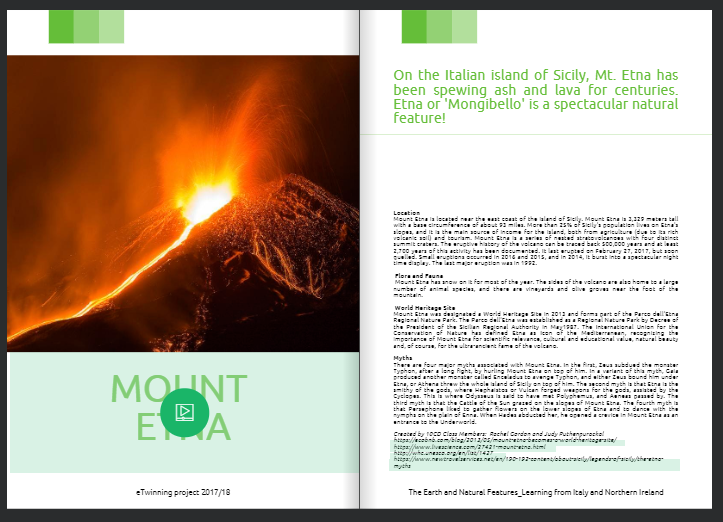 MOUNT
ETNA
eTwinning project 2017/18
On the Italian island of Sicily, Mt. Etna has
been spewing ash and lava for centuries.
Etna or 'Mongibello' is a spectacular natural
feature!
Location
Mount Etna is located near the east coast of the island of Sicily. Mount Etna is 3,329 meters tall
with a base circumference of about 93 miles. More than 25% of Sicily's population lives on Etna's
slopes, and it is the main source of income for the island, both from agriculture (due to its rich
volcanic soil) and tourism. Mount Etna is a series of nested stratovolcanoes with four distinct
summit craters. The eruptive history of the volcano can be traced back 500,000 years and at least
2,700 years of this activity has been documented. It last erupted on February 27, 2017, but soon
quelled. Small eruptions occurred in 2016 and 2015, and in 2014, it burst into a spectacular night
time display. The last major eruption was in 1992.
Flora and Fauna
Mount Etna has snow on it for most of the year. The sides of the volcano are also home to a large
number of animal species, and there are vineyards and olive groves near the foot of the
mountain.
World Heritage Site
Mount Etna was designated a World Heritage Site in 2013 and forms part of the Parco dell'Etna
Regional Nature Park. The Parco dell'Etna was established as a Regional Nature Park by Decree of
the President of the Sicilian Regional Authority in May1987. The International Union for the
Conservation of Nature has defined Etna as Icon of the Mediterranean, recognising the
importance of Mount Etna for scientific relevance, cultural and educational value, natural beauty
and, of course, for the ultramontane fame of the volcano.
Myths
There are four major myths associated with Mount Etna. In the first, Zeus subdued the monster
Typhon, after a long fight, by hurling Mount Etna on top of him. In a variant of this myth, Gaia
produced another monster called Enceladus to avenge Typhon, and either Zeus bound him under
Etna, or Athena threw the whole island of Sicily on top of him. The second myth is that Etna is the
smithy of the gods, where Hephaistos or Vulcan forged weapons for the gods, assisted by the
Cyclopes. This is where Odysseus is said to have met Polyphemus, and Aeneas passed by. The
third myth is that the Cattle of the Sun grazed on the slopes of Mount Etna. The fourth myth is
that Persephone liked to gather flowers on the lower slopes of Etna and to dance with the
nymphs on the plain of Enna. When Hades abducted her, he opened a crevice in Mount Etna as an
entrance to the Underworld.
Created by 10CD Class Members: Rachel Gordon and Judy Puthenpurackal
https://ecobnb.com/blog/2013/05/mount-etna-becomes-a-world-heritage-site/
https://www.livescience.com/27421-mount-etna.html
http://whc.unesco.org/en/list/1427
https://www.newtravelservices.net/en/190-193-content/about-sicily/legends-of-sicily/the-etna-
myths
The Earth and Natural Features_Learning from Italy and Northern Ireland